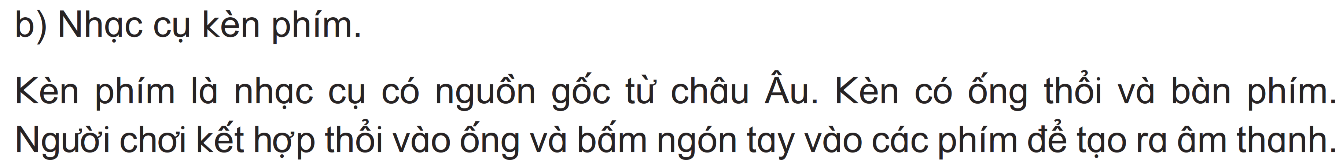 b) Nhạc cụ kèn phím.
Kèn phím là nhạc cụ có nguồn gốc từ châu Âu. Kèn có ống thổi và bàn phím.
Người chơi kết hợp thổi vào ống và bấm ngón tay vào các phím để tạo ra âm thanh.